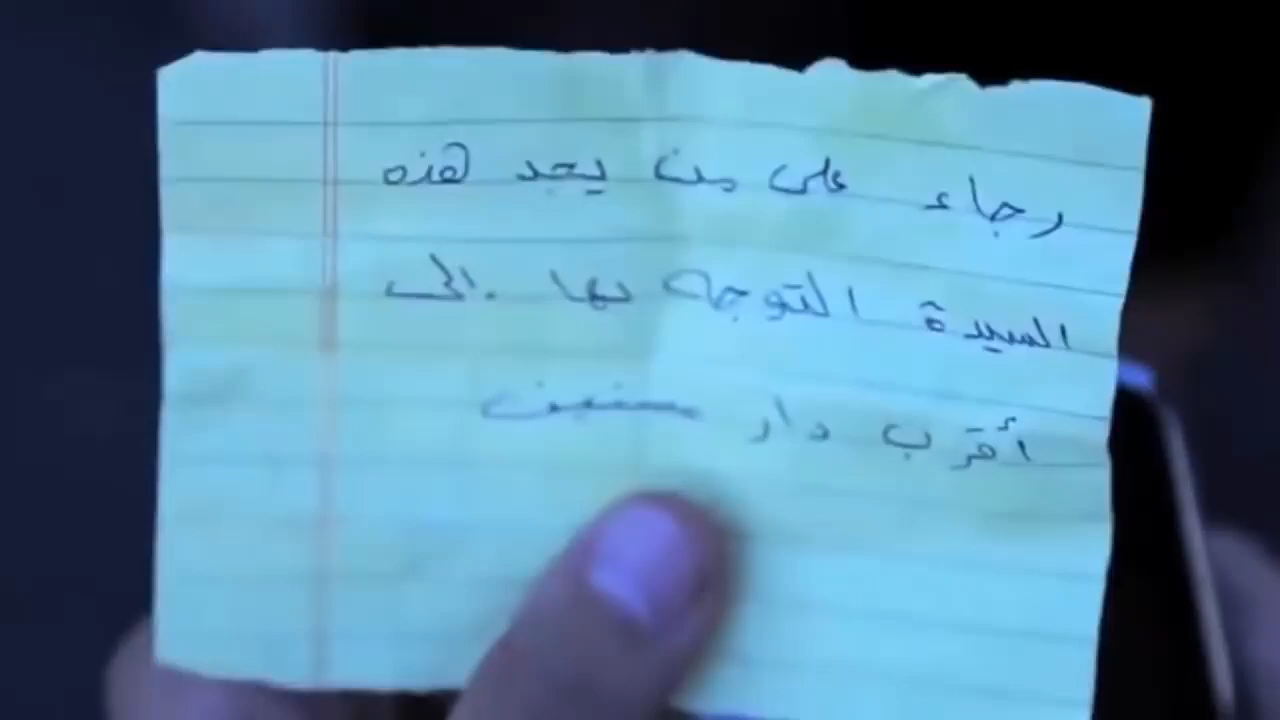 رجاء على من يجد هذه
السيدة التوجه بها الى
أقرب دار مسنين